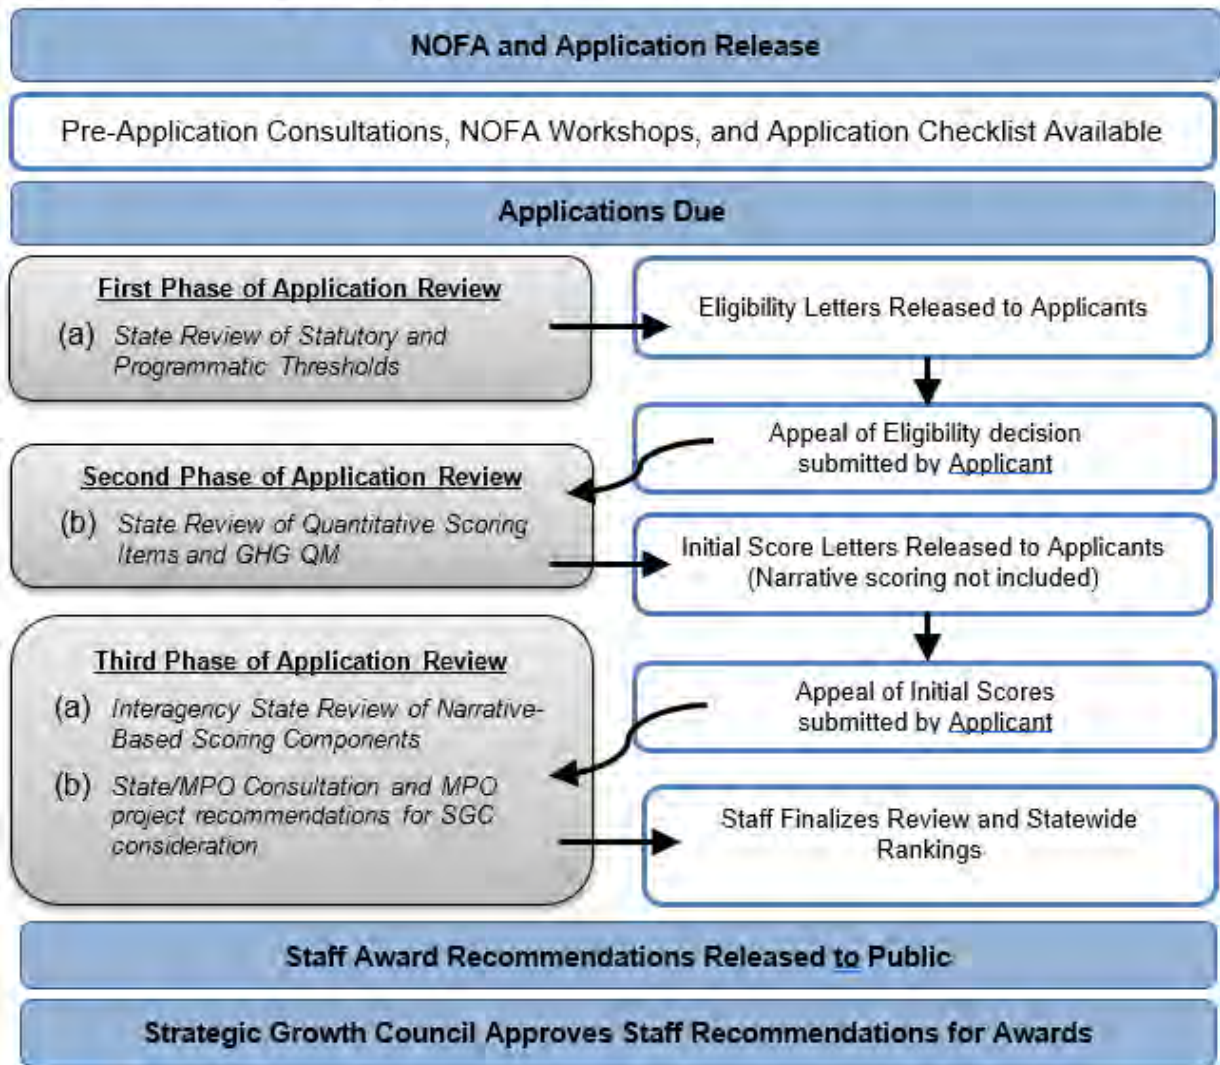 NOFA and Application Release
Pre-Application Consultations, NOFA Workshops, and Application Checklist Available
Applications Due
First Phase of Application Review
(a) State Review of Statutory and
Programmatic Thresholds
Eligibility Letters Released to Applicants
Appeal of Eligibility decision
submitted by Applicant
Second Phase of Application Review
(b) State Review of Quantitative Scoring
Items and GHG QM
Initial Score Letters Released to Applicants
(Narrative scoring not included)
Appeal of Initial Scores
submitted by Applicant
Third Phase of Application Review
(a) Interagency State Review of Narrative-
Based Scoring Components
(b) State/MPO Consultation and MPO
project recommendations for SGC
consideration
Staff Finalizes Review and Statewide
Rankings
Staff Award Recommendations Released to Public
Strategic Growth Council Approves Staff Recommendations for Awards